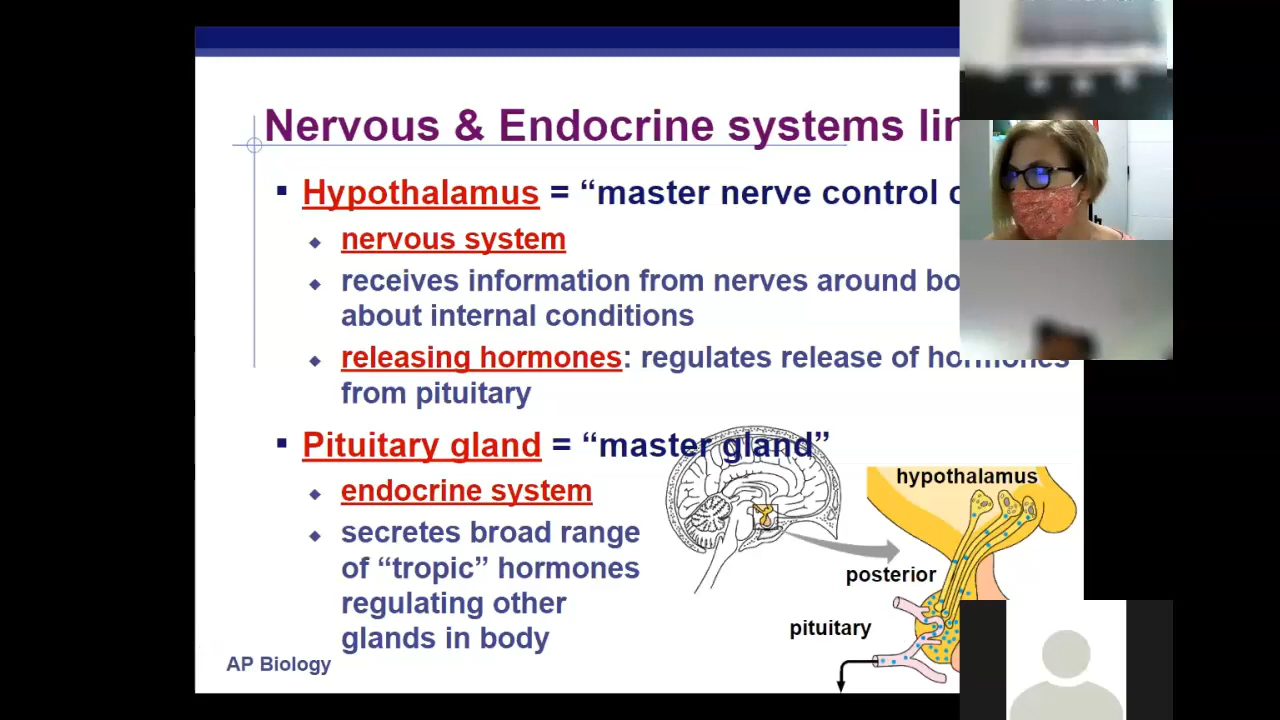 Nervous & Endocrine systems
Hypothalamus = “master nerve control
nervous system
receives information from nerves around
about internal conditions
releasing hormones: regulates release of hormones
from pituitary
Pituitary gland = “master gland”
endocrine system
secretes broad range
of “tropic” hormones
regulating other
glands in body
hypothalamus
posterior
pituitary
AP Biology